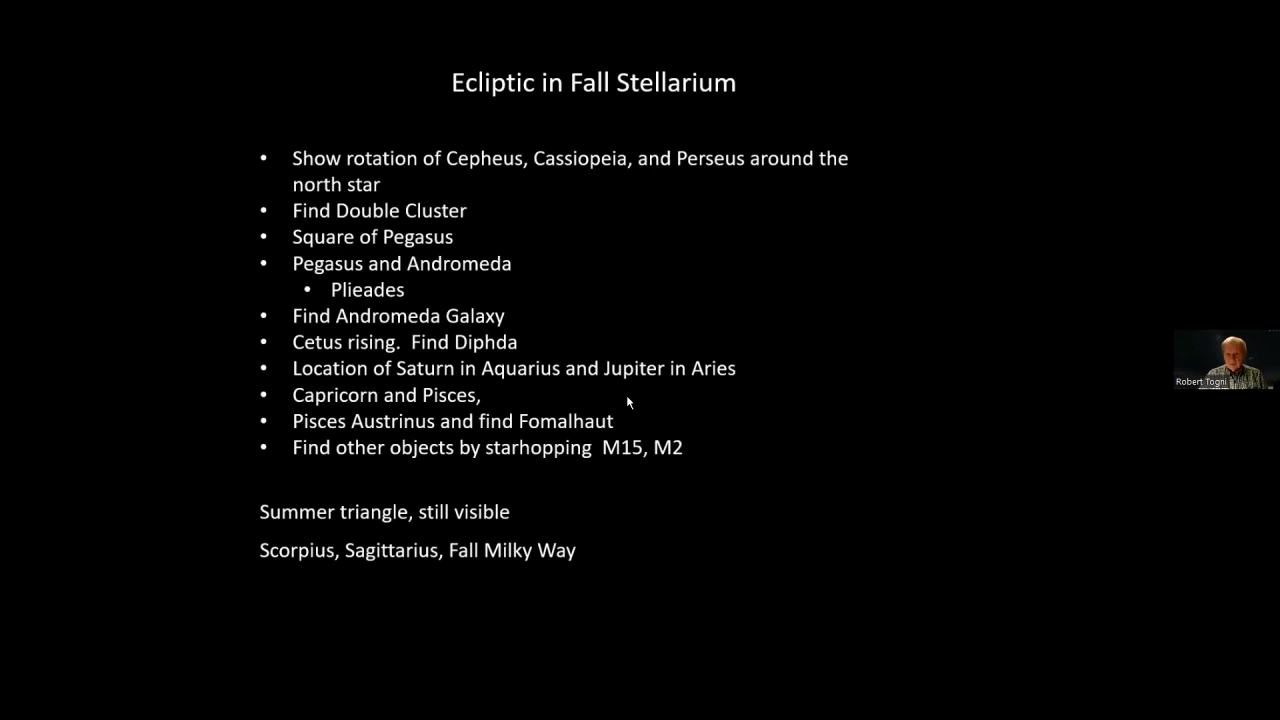 Ecliptic in Fall Stellarium
• Show rotation of Cepheus, Cassiopeia, and Perseus around the
north star
• Find Double Cluster
• Square of Pegasus
• Pegasus and Andromeda
• Plieades
• Find Andromeda Galaxy
• Cetus rising.  Find Diphda
• Location of Saturn in Aquarius and Jupiter in Aries
• Capricorn and Pisces,
• Pisces Austrinus and find Fomalhaut
• Find other objects by starhopping  M15, M2
Summer triangle, still visible
Scorpius, Sagittarius, Fall Milky Way
Robert Togni